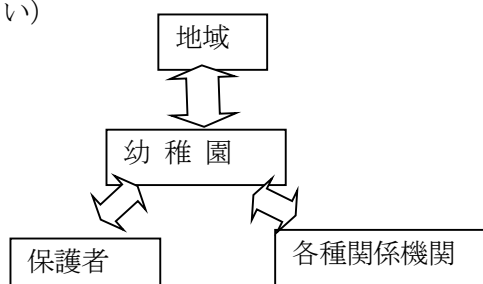 い）
地域
幼 稚 園
保護者
各種関係機関